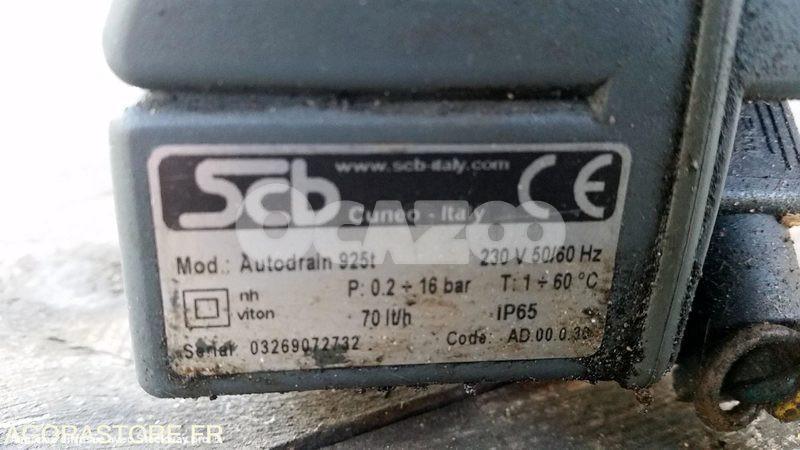 Scb
www.scb-italy.com
Cuneo - Italy
CE
OCAZOO
Mod.: Autodrain 925t 230 V 50/60 Hz
nh P: 0.2 ÷ 16 bar T: 1 ÷ 60 °C
viton 70 lt/h IP65
Serial 03269072732 Code: AD.00.0.30
AGORASTORE.FR